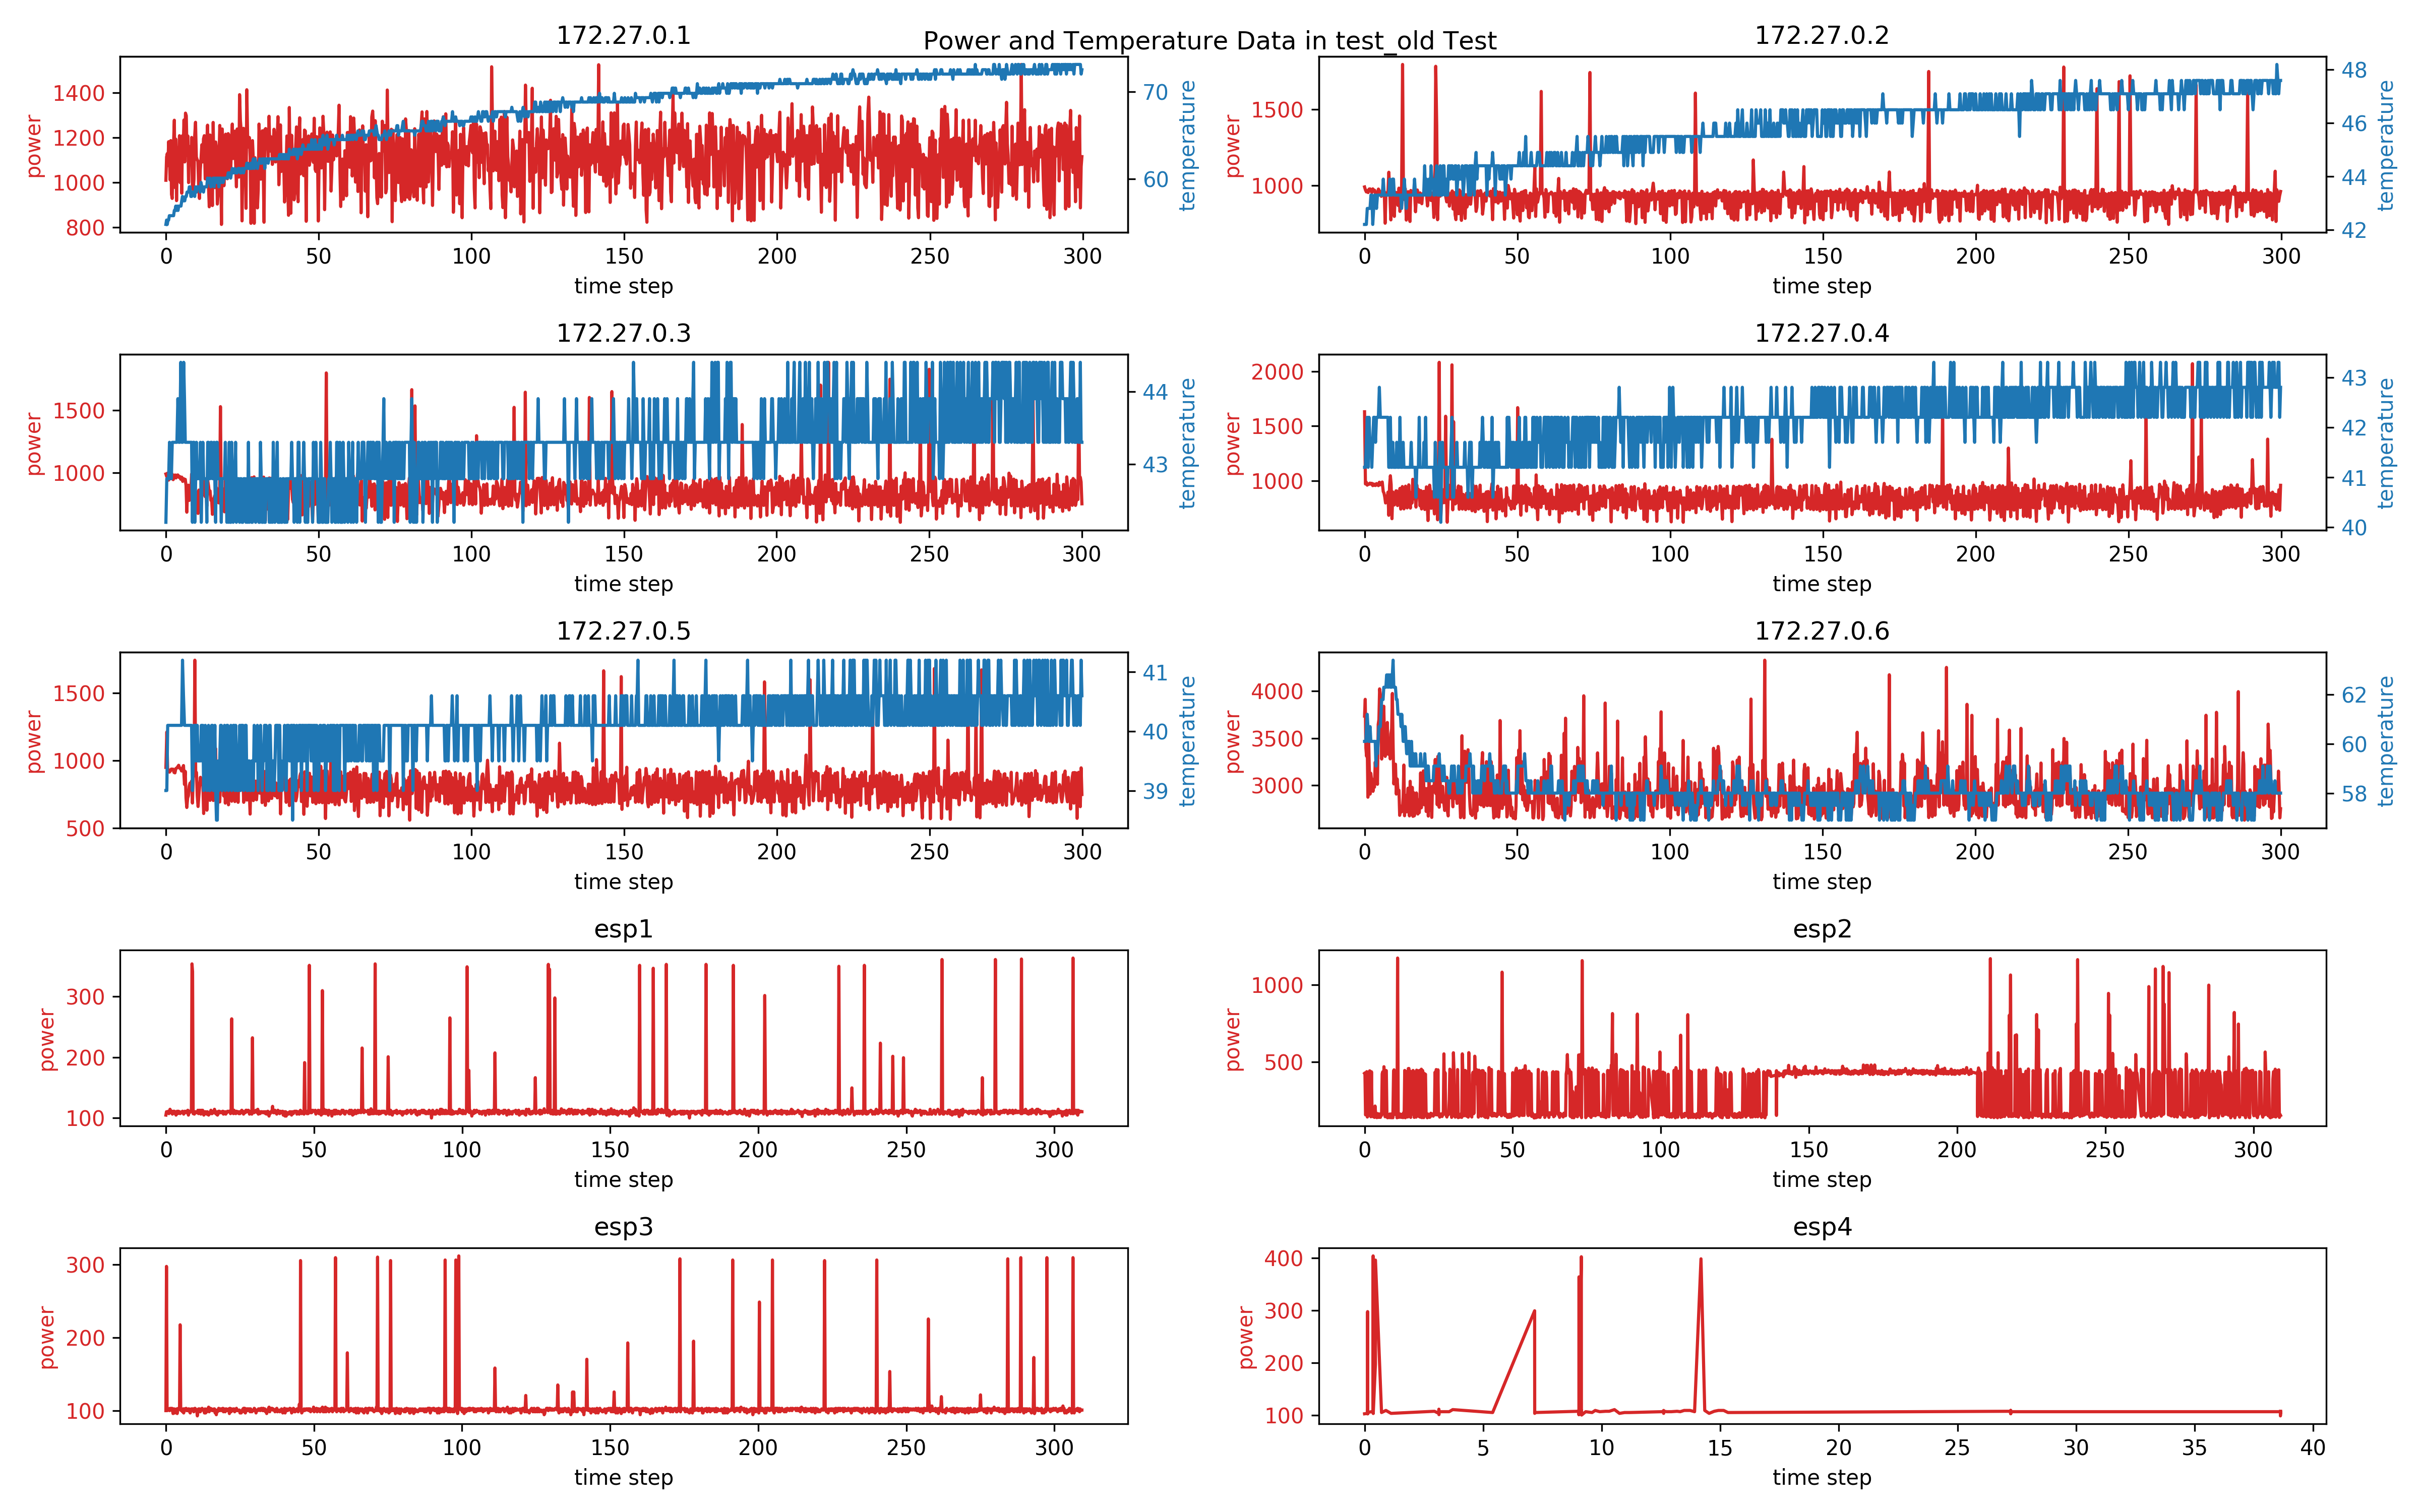 Power and Temperature Data in test_old Test
172.27.0.1
1400
1200
1000
800
power
70
60
temperature
0 50 100 150 200 250 300
time step
172.27.0.2
1500
1000
power
48
46
44
42
temperature
0 50 100 150 200 250 300
time step
172.27.0.3
1500
1000
power
44
43
temperature
0 50 100 150 200 250 300
time step
172.27.0.4
2000
1500
1000
power
43
42
41
40
temperature
0 50 100 150 200 250 300
time step
172.27.0.5
1500
1000
500
power
41
40
39
temperature
0 50 100 150 200 250 300
time step
172.27.0.6
4000
3500
3000
power
62
60
58
temperature
0 50 100 150 200 250 300
time step
esp1
300
200
100
power
0 50 100 150 200 250 300
time step
esp2
1000
500
power
0 50 100 150 200 250 300
time step
esp3
300
200
100
power
0 50 100 150 200 250 300
time step
esp4
400
300
200
100
power
0 5 10 15 20 25 30 35 40
time step